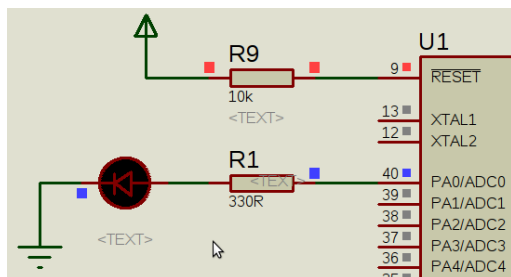 U1
R9
10k
<TEXT>
9
RESET
13
XTAL1
12
XTAL2
R1
330R
<TEXT>
<TEXT>
40
PA0/ADC0
39
PA1/ADC1
38
PA2/ADC2
37
PA3/ADC3
36
PA4/ADC4